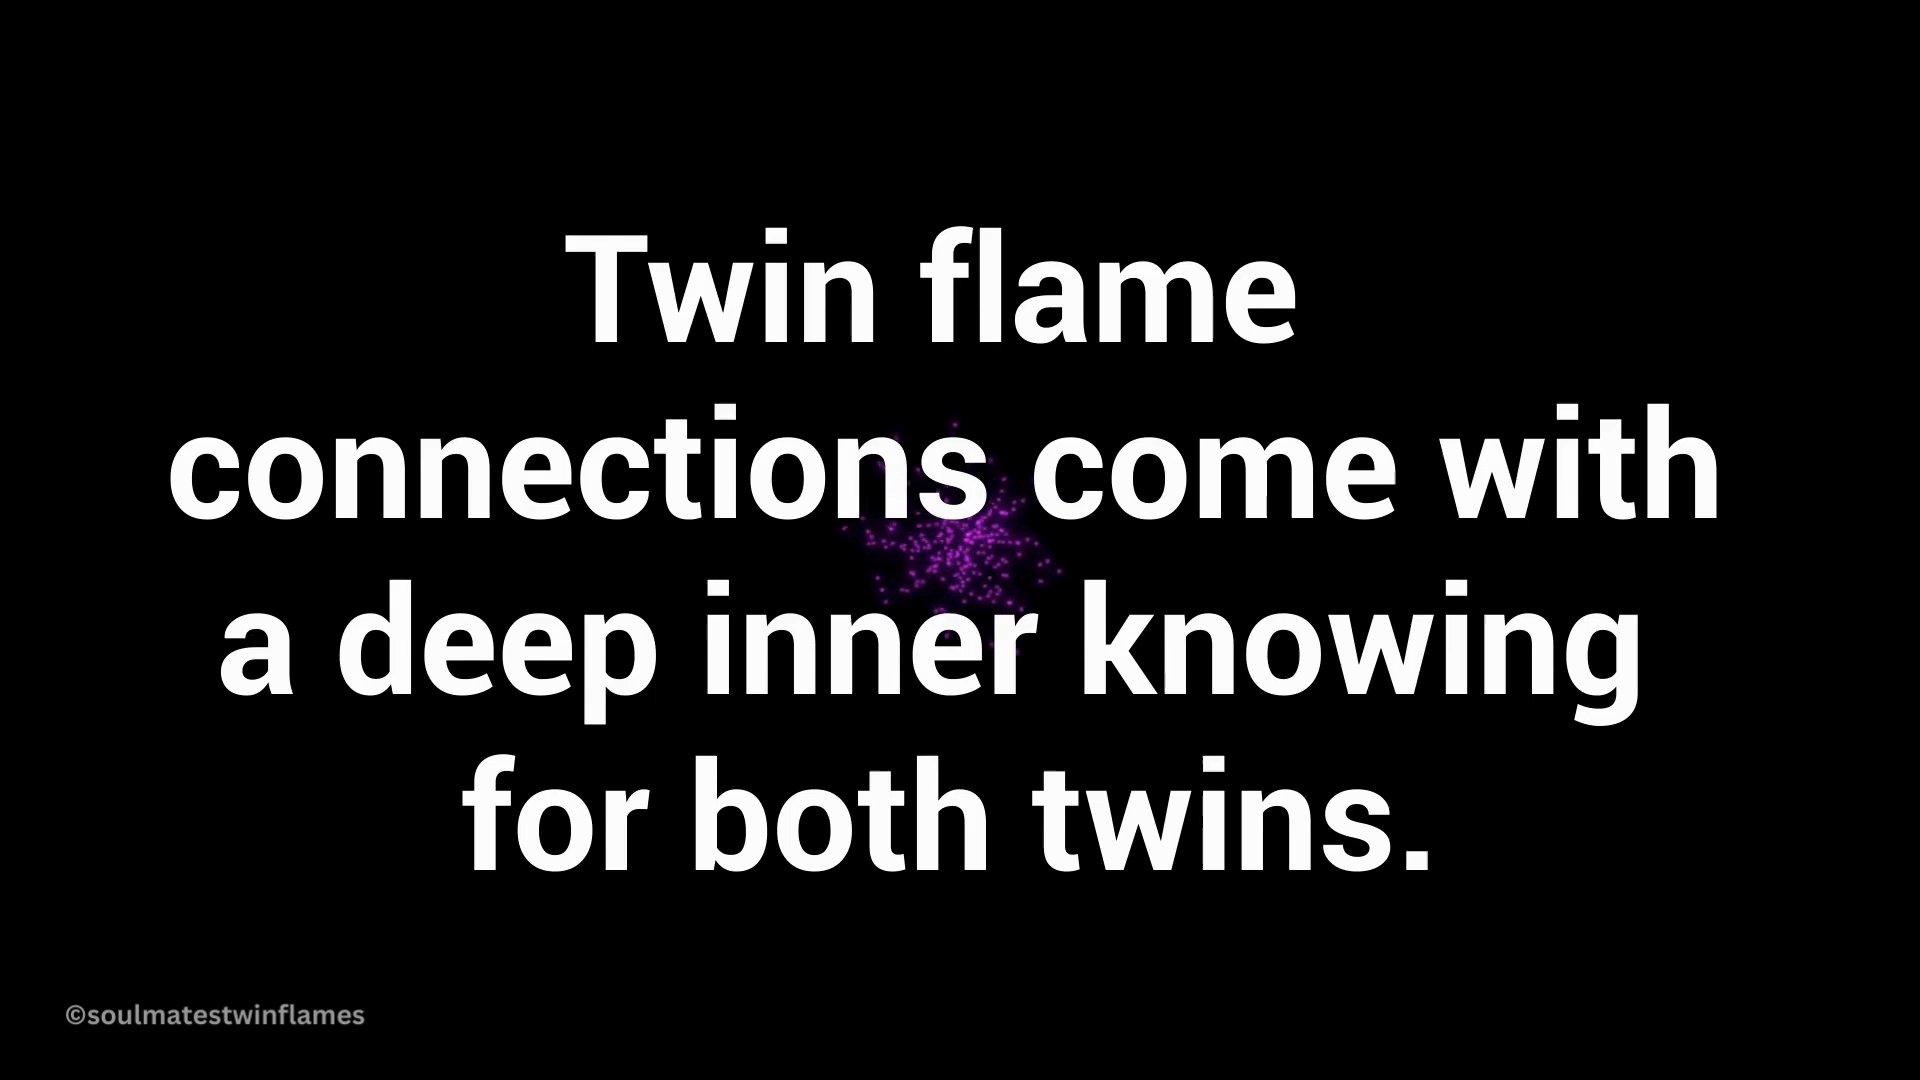 Twin flame
connections come with
a deep inner knowing
for both twins.
©soulmatestwinflames